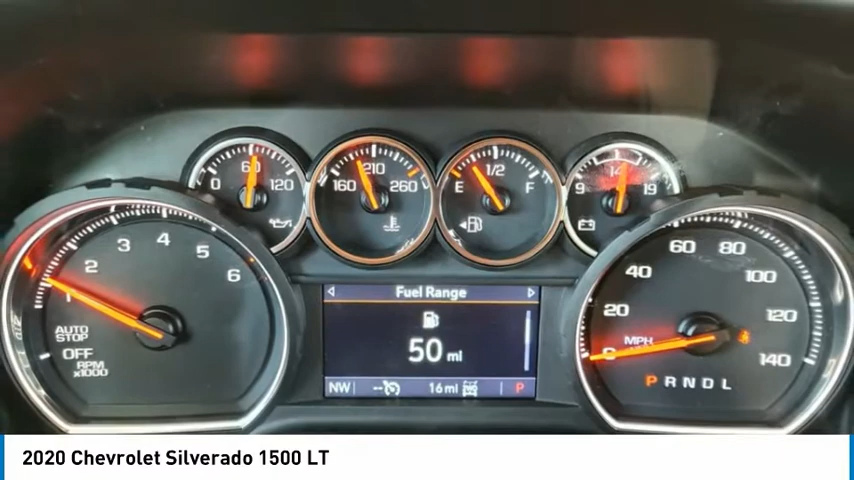 0 60 120
160 210 260
E 1/2 F
9 14 19
1 2 3 4 5 6
AUTO
STOP
OFF
RPM
x1000
Fuel Range
50 mi
NW -- 16 mi P
0 20 40 60 80 100 120 140
MPH
P R N D L
2020 Chevrolet Silverado 1500 LT